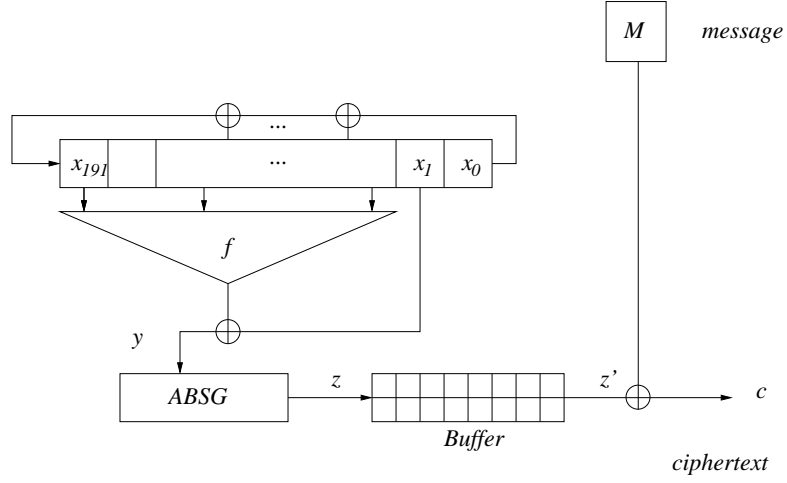 M message
...
x191 ... x1 x0
f
y
ABSG z z' c
Buffer
ciphertext